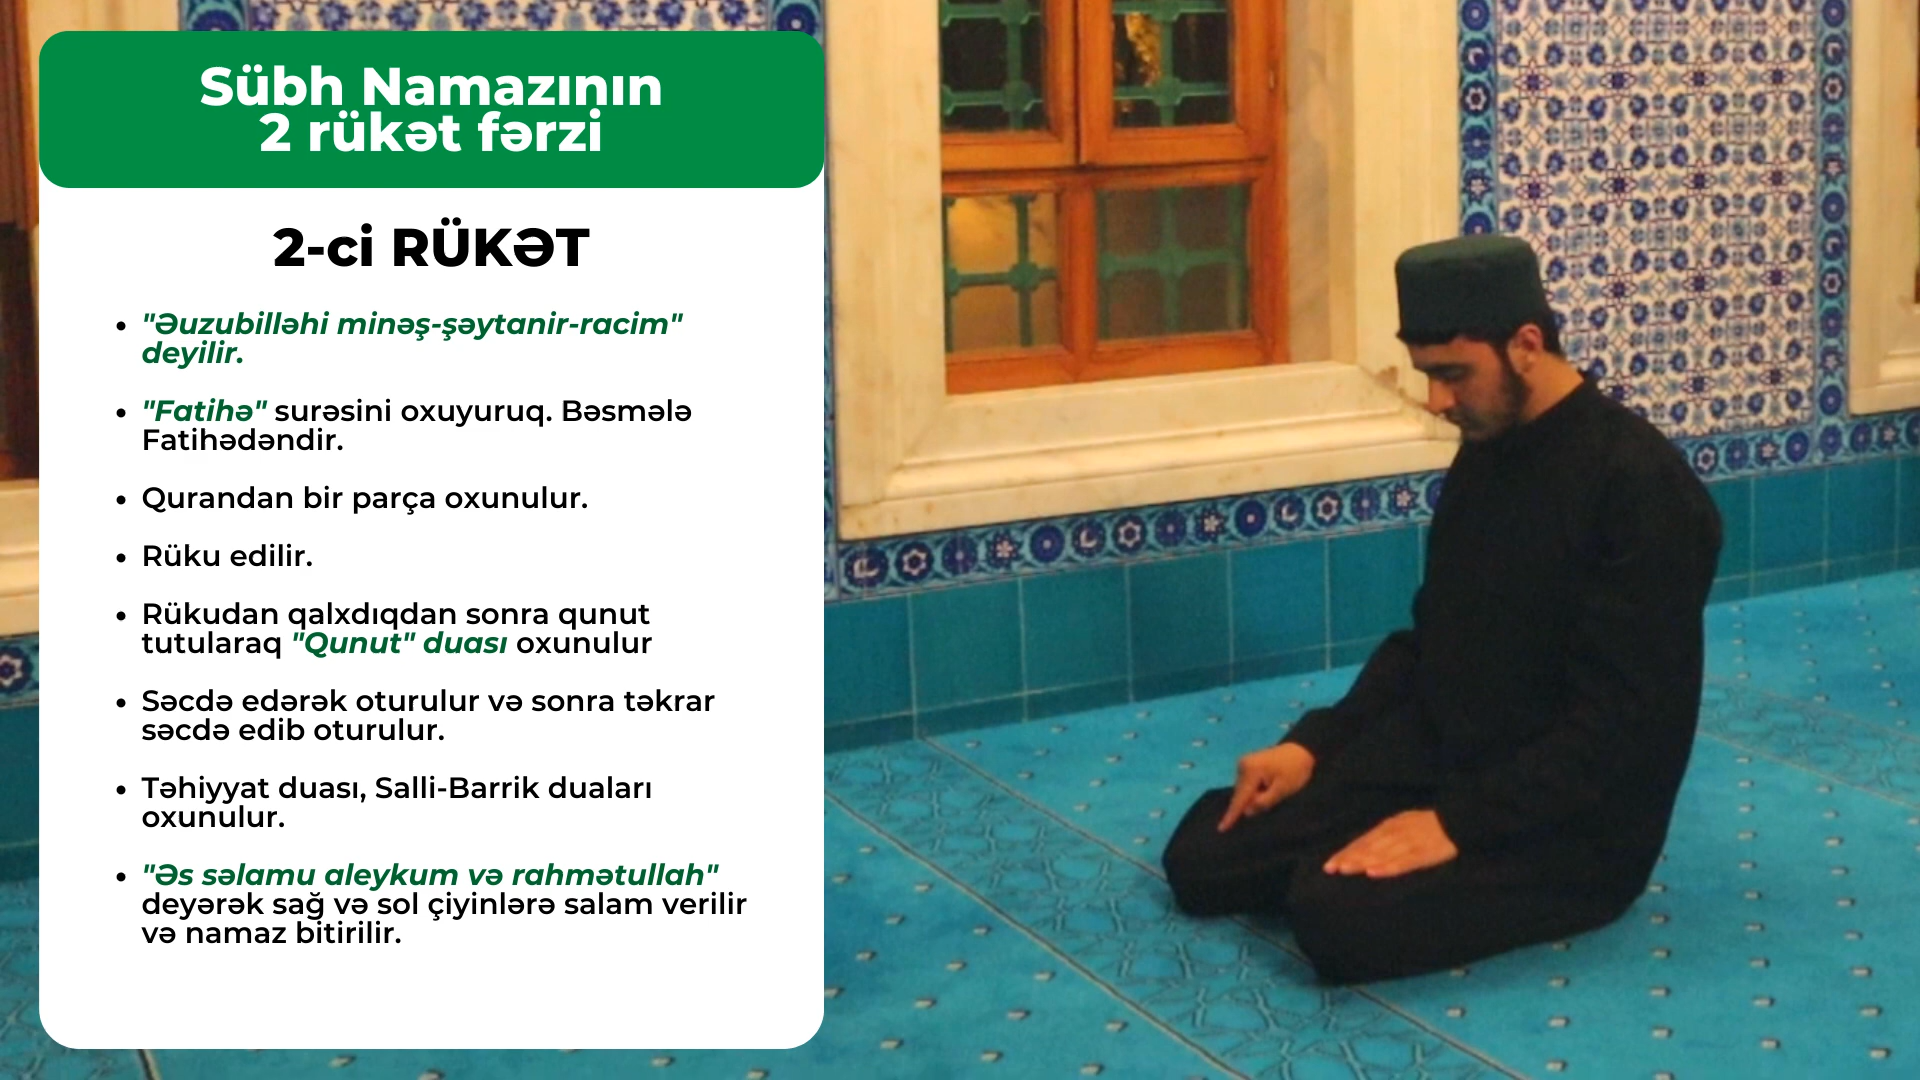 Sübh Namazının
2 rükət fərzi
2-ci RÜKƏT
• "Əuzubilləhi minəş-şəytanir-racim"
deyilir.
• "Fatihə" surəsini oxuyuruq. Bəsmələ
Fatihədəndir.
• Qurandan bir parça oxunulur.
• Rüku edilir.
• Rükudan qalxdıqdan sonra qunut
tutularaq "Qunut" duası oxunulur
• Səcdə edərək oturulur və sonra təkrar
səcdə edib oturulur.
• Təhiyyat duası, Salli-Barrik duaları
oxunulur.
• "Əs səlamu aleykum və rahmətullah"
deyərək sağ və sol çiyinlərə salam verilir
və namaz bitirilir.